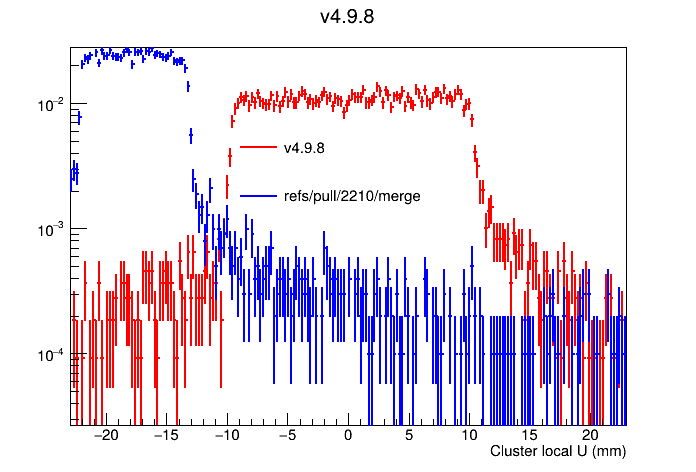 v4.9.8
10⁻²
v4.9.8
refs/pull/2210/merge
10⁻³
10⁻⁴
−20 −15 −10 −5 0 5 10 15 20
Cluster local U (mm)